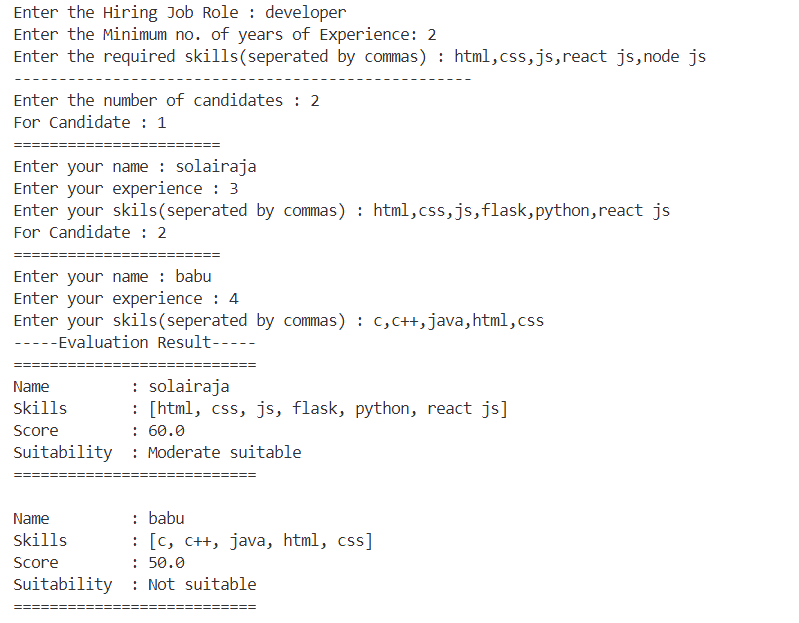 Enter the Hiring Job Role : developer
Enter the Minimum no. of years of Experience: 2
Enter the required skills(seperated by commas) : html,css,js,react js,node js
---------------------------------------------------
Enter the number of candidates : 2
For Candidate : 1
=======================
Enter your name : solairaja
Enter your experience : 3
Enter your skils(seperated by commas) : html,css,js,flask,python,react js
For Candidate : 2
=======================
Enter your name : babu
Enter your experience : 4
Enter your skils(seperated by commas) : c,c++,java,html,css
-----Evaluation Result-----
===========================
Name         : solairaja
Skills       : [html, css, js, flask, python, react js]
Score        : 60.0
Suitability  : Moderate suitable
===========================

Name         : babu
Skills       : [c, c++, java, html, css]
Score        : 50.0
Suitability  : Not suitable
===========================